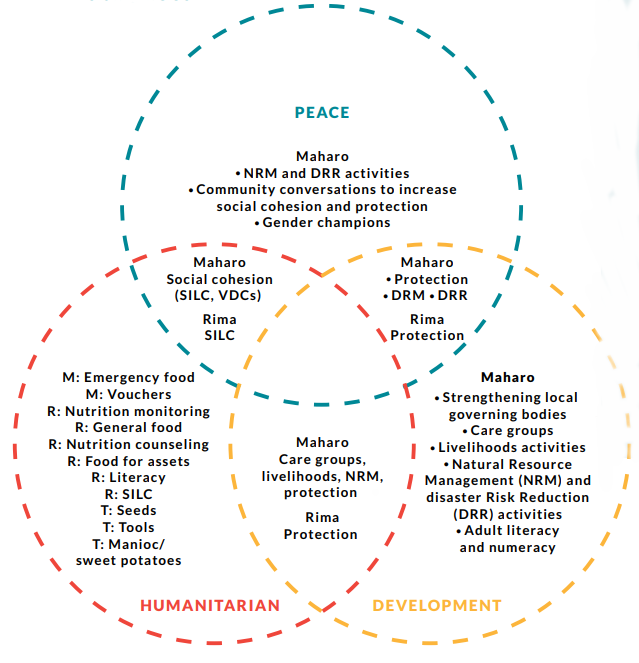 PEACE
Maharo
• NRM and DRR activities
• Community conversations to increase
social cohesion and protection
• Gender champions
Maharo
Social cohesion
(SILC, VDCs)
Rima
SILC
Maharo
• Protection
• DRM • DRR
Rima
Protection
M: Emergency food
M: Vouchers
R: Nutrition monitoring
R: General food
R: Nutrition counseling
R: Food for assets
R: Literacy
R: SILC
T: Seeds
T: Tools
T: Manioc/
sweet potatoes
Maharo
Care groups,
livelihoods, NRM,
protection
Rima
Protection
Maharo
• Strengthening local
governing bodies
• Care groups
• Livelihoods activities
• Natural Resource
Management (NRM) and
disaster Risk Reduction
(DRR) activities
• Adult literacy
and numeracy
HUMANITARIAN
DEVELOPMENT